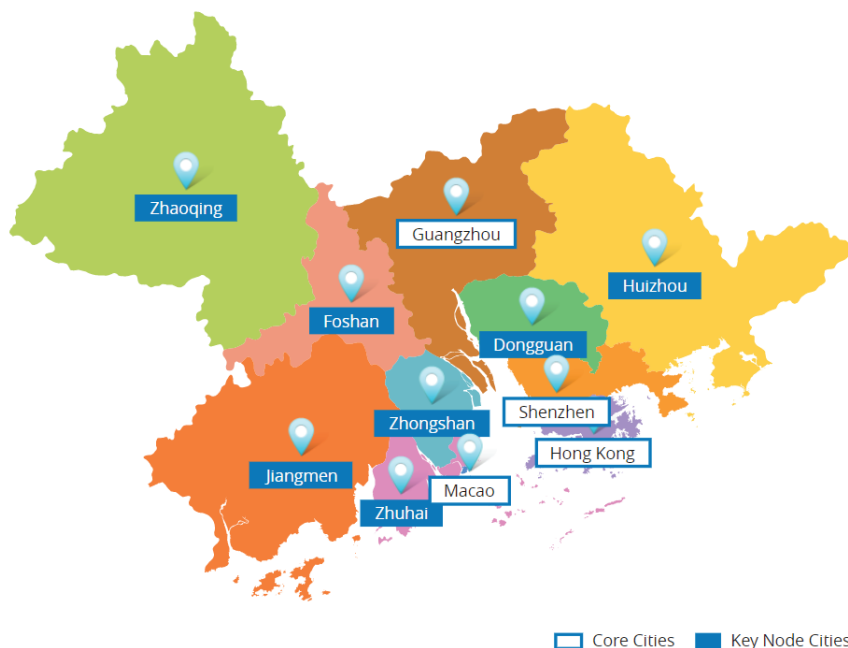 Zhaoqing
Guangzhou
Huizhou
Foshan
Dongguan
Shenzhen
Zhongshan
Hong Kong
Jiangmen
Macao
Zhuhai
Core Cities
Key Node Cities